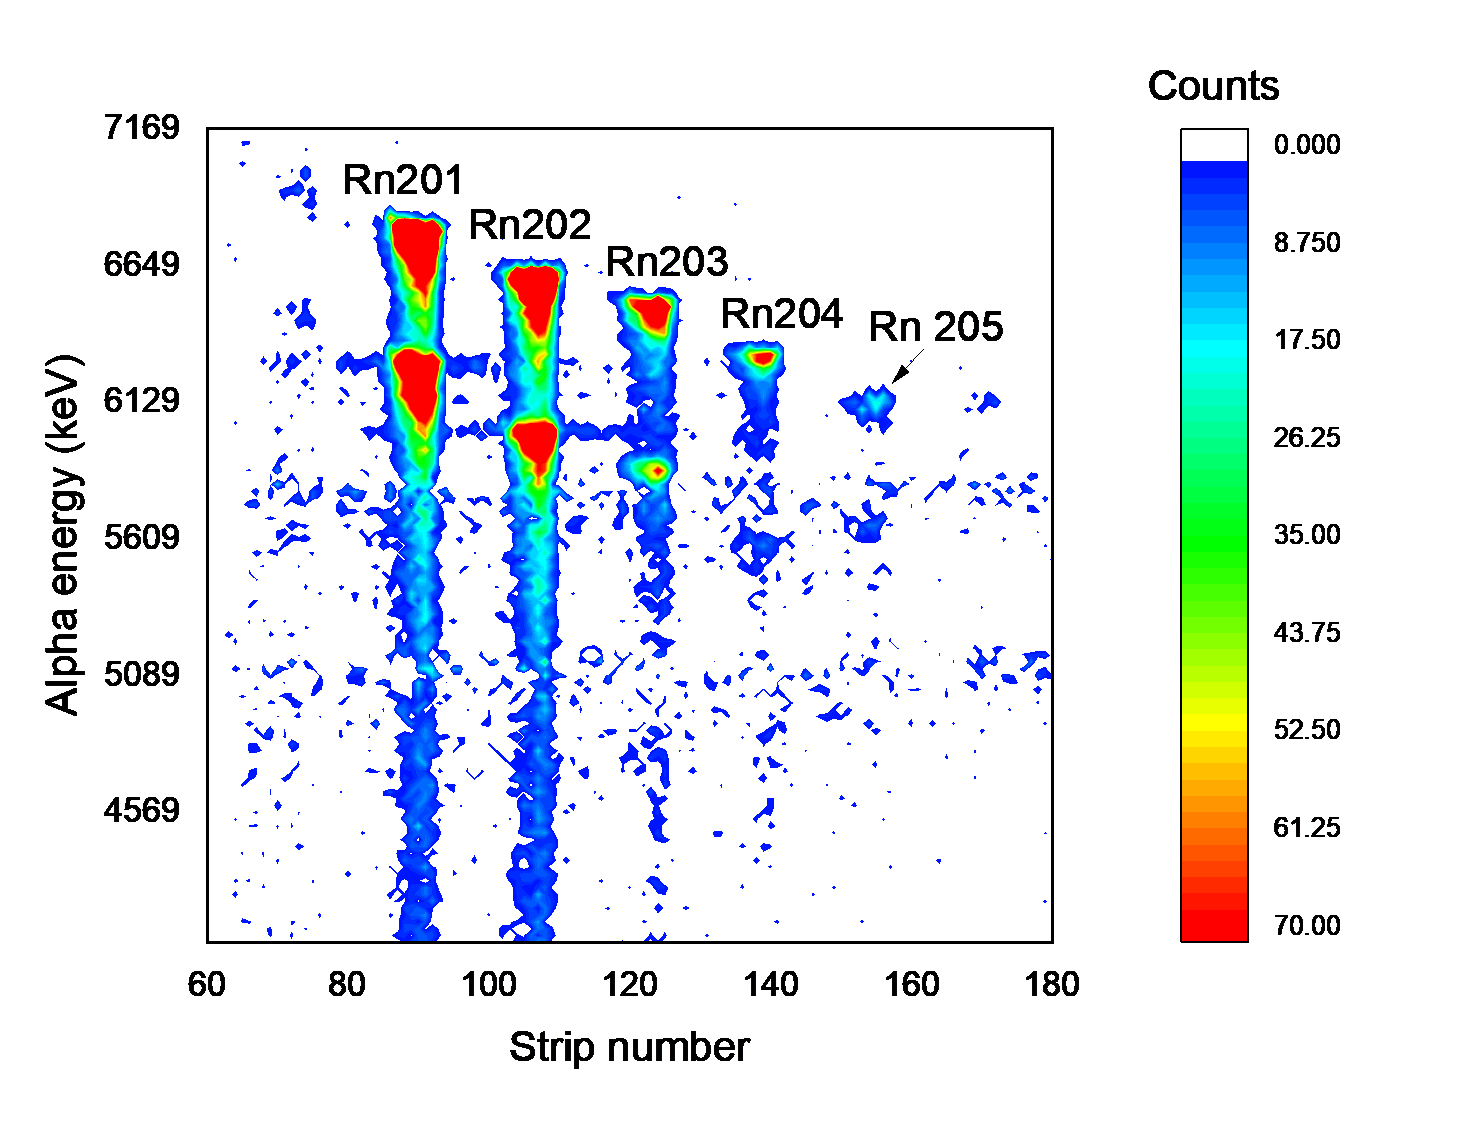 Counts
7169
6649
6129
5609
5089
4569
Alpha energy (keV)
Rn201
Rn202
Rn203
Rn204
Rn 205
0.000
8.750
17.50
26.25
35.00
43.75
52.50
61.25
70.00
60 80 100 120 140 160 180
Strip number